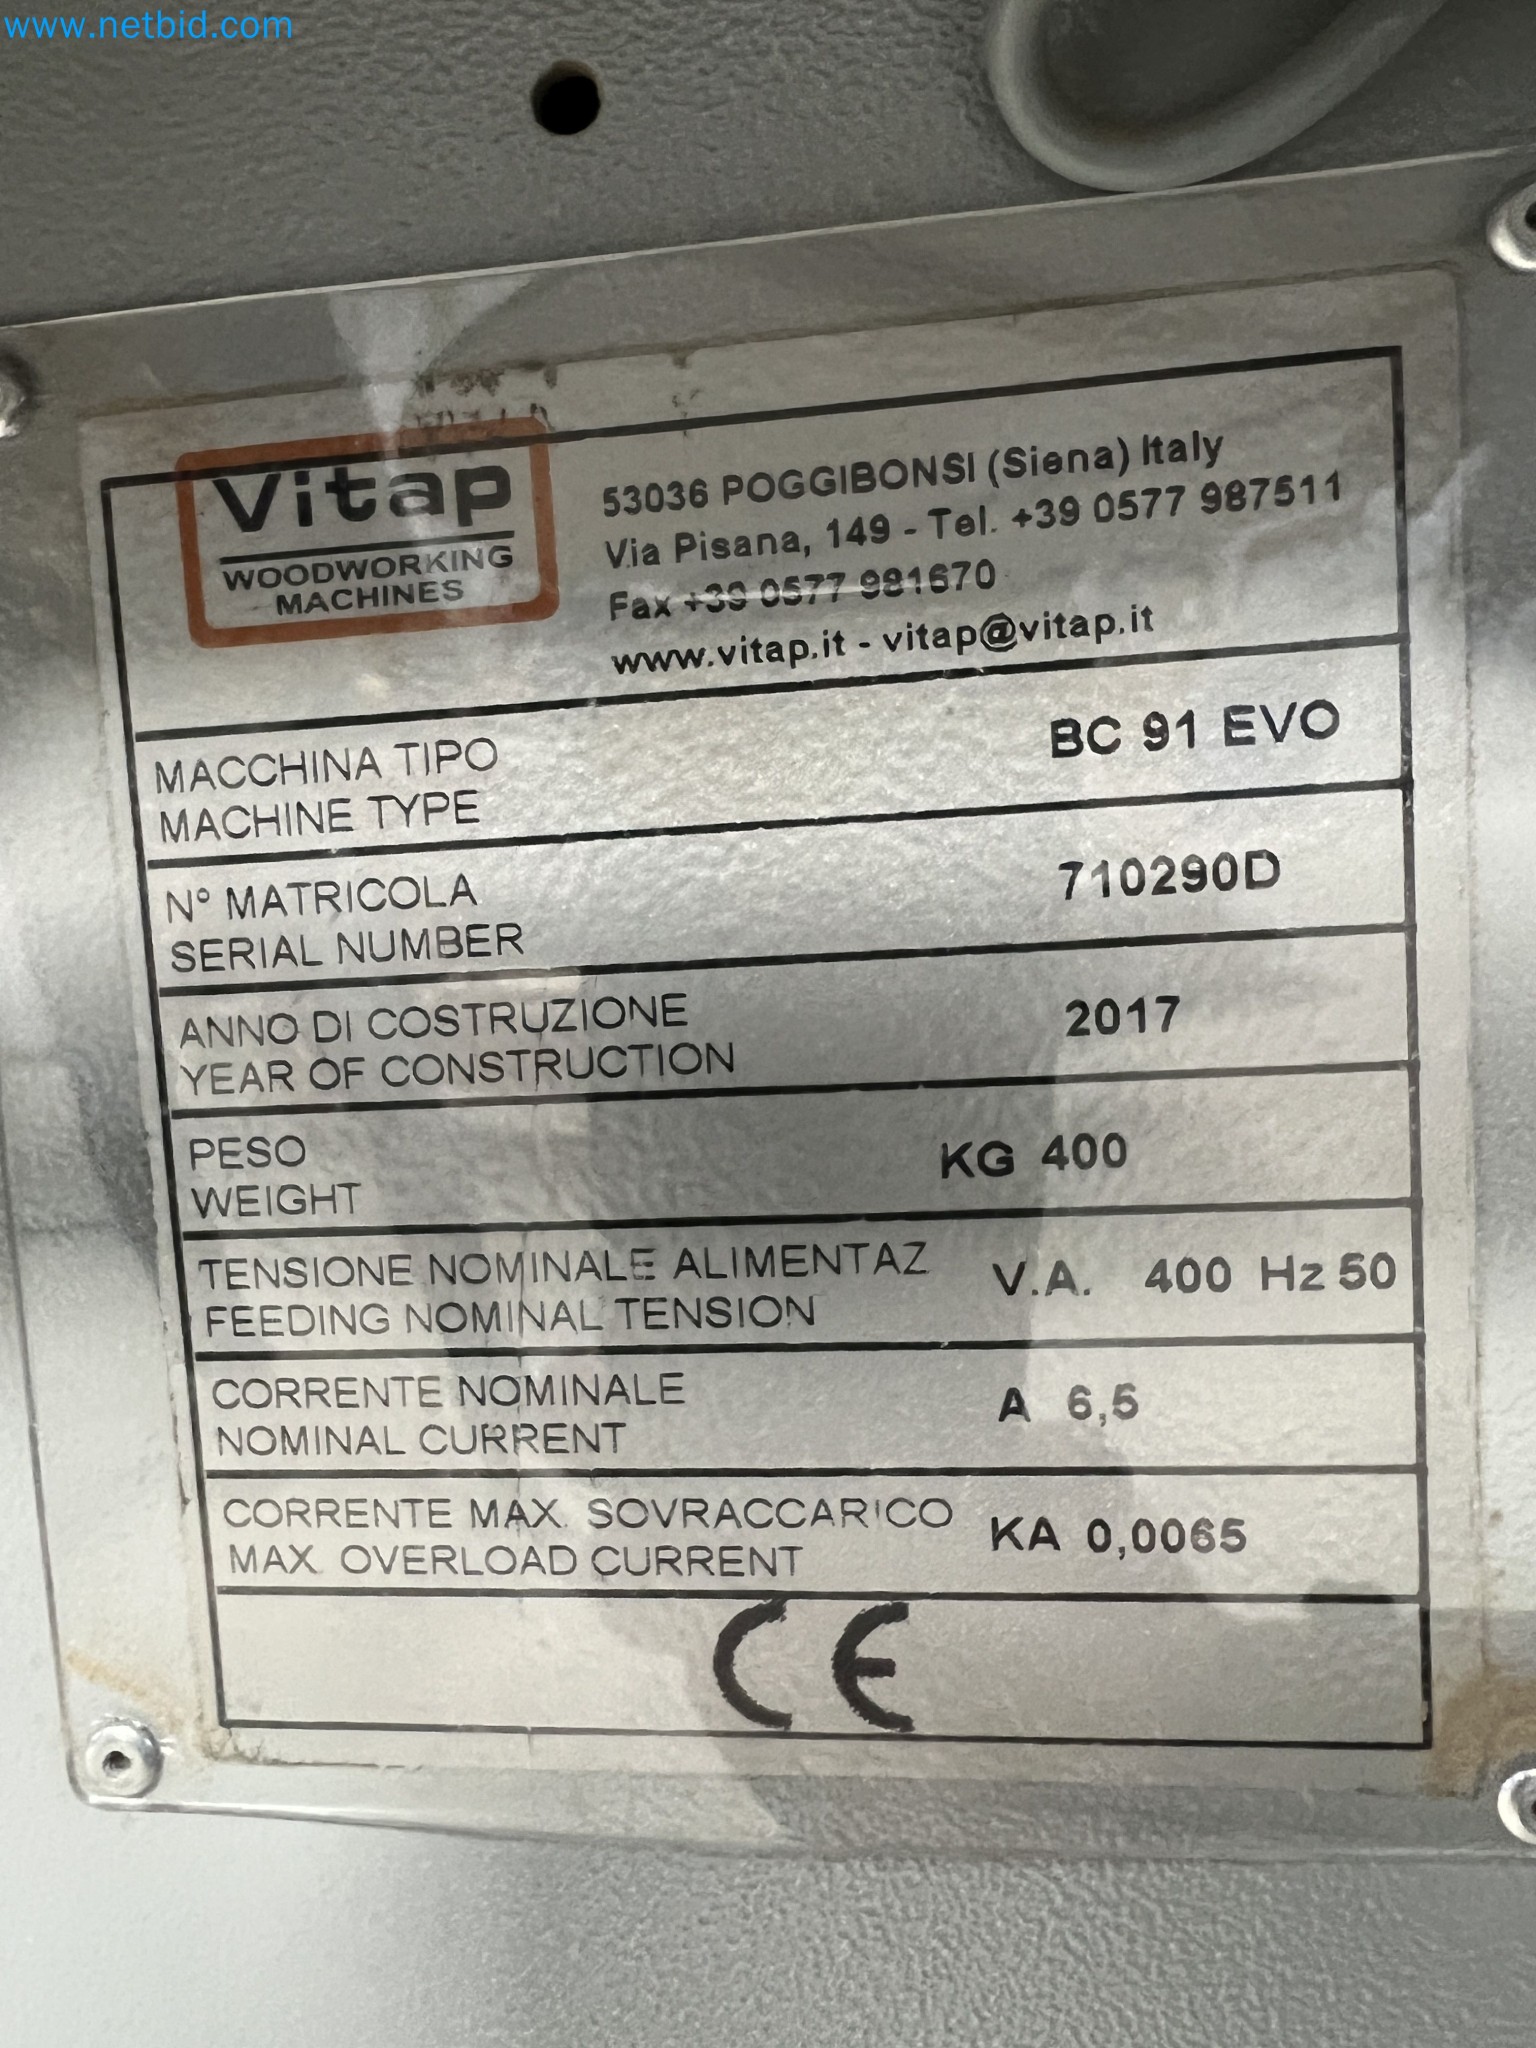 www.netbid.com
Vitap
WOODWORKING
MACHINES
53036 POGGIBONSI (Siena) Italy
Via Pisana, 149 - Tel. +39 0577 987511
Fax +39 0577 981670
www.vitap.it - vitap@vitap.it
MACCHINA TIPO
MACHINE TYPE
BC 91 EVO
N° MATRICOLA
SERIAL NUMBER
710290D
ANNO DI COSTRUZIONE
YEAR OF CONSTRUCTION
2017
PESO
WEIGHT
KG 400
TENSIONE NOMINALE ALIMENTAZ
FEEDING NOMINAL TENSION
V.A. 400 Hz 50
CORRENTE NOMINALE
NOMINAL CURRENT
A 6,5
CORRENTE MAX. SOVRACCARICO
MAX. OVERLOAD CURRENT
KA 0,0065
CE